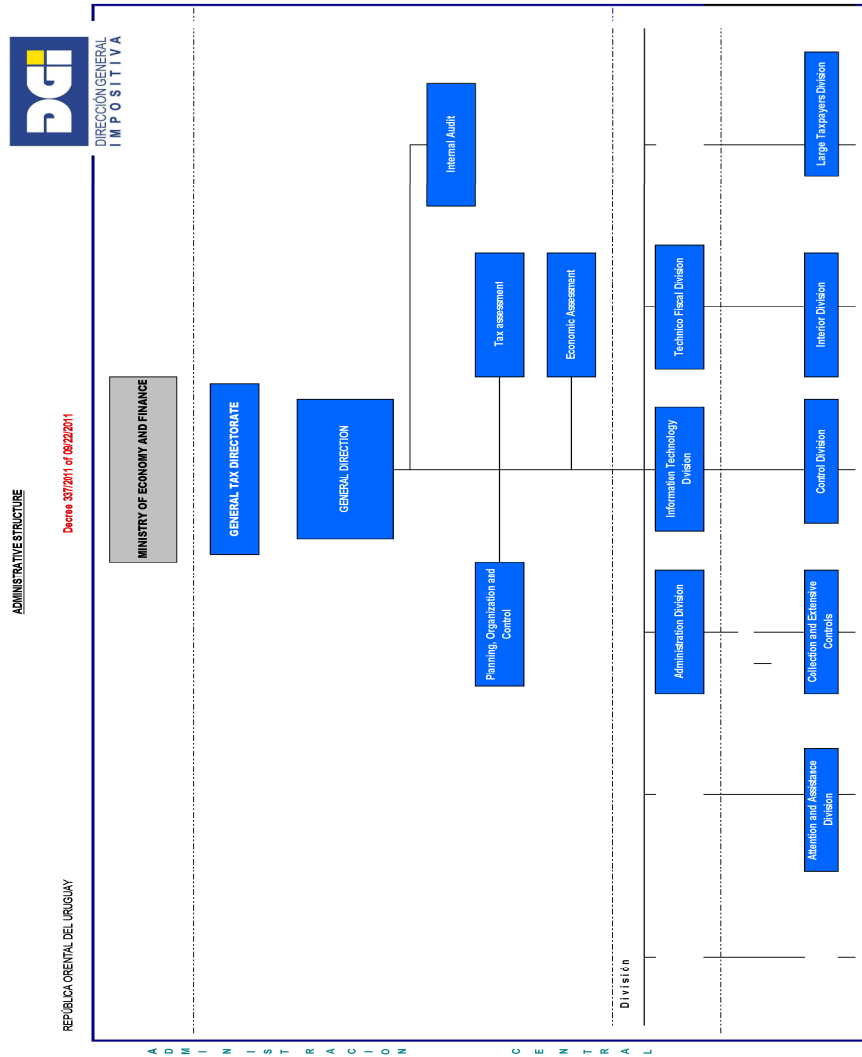 ADMINISTRATIVE STRUCTURE
DGi
DIRECCIÓN GENERAL
IMPOSITIVA
REPÚBLICA ORENTAL DEL URUGUAY
Decree 337/2011 of 09/22/2011
MINISTRY OF ECONOMY AND FINANCE
GENERAL TAX DIRECTORATE
GENERAL DIRECTION
Internal Audit
Planning, Organization and
Control
Tax assessment
Economic Assessment
División
Administration Division
Information Technology
Division
Technico Fiscal Division
Attention and Assistance
Division
Collection and Extensive
Controls
Control Division
Interior Division
Large Taxpayers Division
ADMINISTRACION CENTRAL